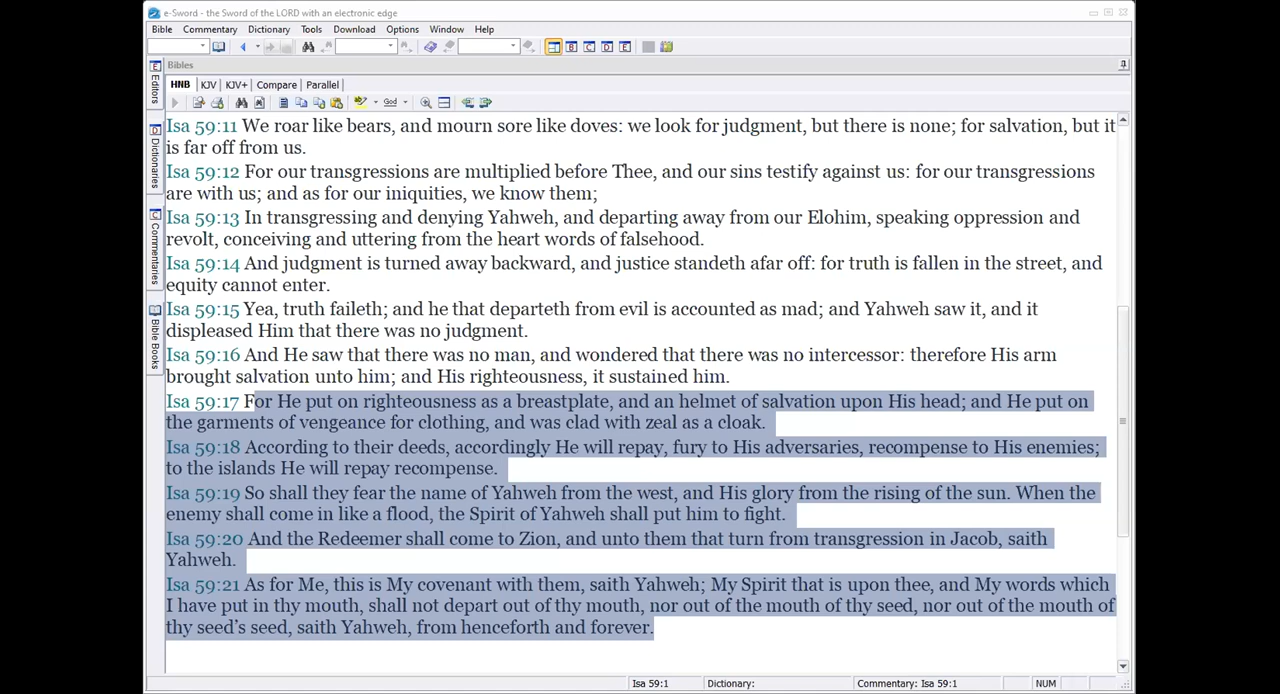 e-Sword - the Sword of the LORD with an electronic edge
Bible Commentary Dictionary Tools Download Options Window Help
B C D E
Bibles
E Editors
D Dictionaries
C Commentaries
Bible Books
HNB KJV KJV+ Compare Parallel
God
Isa 59:11 We roar like bears, and mourn sore like doves: we look for judgment, but there is none; for salvation, but it
is far off from us.
Isa 59:12 For our transgressions are multiplied before Thee, and our sins testify against us: for our transgressions
are with us; and as for our iniquities, we know them;
Isa 59:13 In transgressing and denying Yahweh, and departing away from our Elohim, speaking oppression and
revolt, conceiving and uttering from the heart words of falsehood.
Isa 59:14 And judgment is turned away backward, and justice standeth afar off: for truth is fallen in the street, and
equity cannot enter.
Isa 59:15 Yea, truth faileth; and he that departeth from evil is accounted as mad; and Yahweh saw it, and it
displeased Him that there was no judgment.
Isa 59:16 And He saw that there was no man, and wondered that there was no intercessor: therefore His arm
brought salvation unto him; and His righteousness, it sustained him.
Isa 59:17 For He put on righteousness as a breastplate, and an helmet of salvation upon His head; and He put on
the garments of vengeance for clothing, and was clad with zeal as a cloak.
Isa 59:18 According to their deeds, accordingly He will repay, fury to His adversaries, recompense to His enemies;
to the islands He will repay recompense.
Isa 59:19 So shall they fear the name of Yahweh from the west, and His glory from the rising of the sun. When the
enemy shall come in like a flood, the Spirit of Yahweh shall put him to fight.
Isa 59:20 And the Redeemer shall come to Zion, and unto them that turn from transgression in Jacob, saith
Yahweh.
Isa 59:21 As for Me, this is My covenant with them, saith Yahweh; My Spirit that is upon thee, and My words which
I have put in thy mouth, shall not depart out of thy mouth, nor out of the mouth of thy seed, nor out of the mouth of
thy seed's seed, saith Yahweh, from henceforth and forever.
Isa 59:1 Dictionary: Commentary: Isa 59:1 NUM